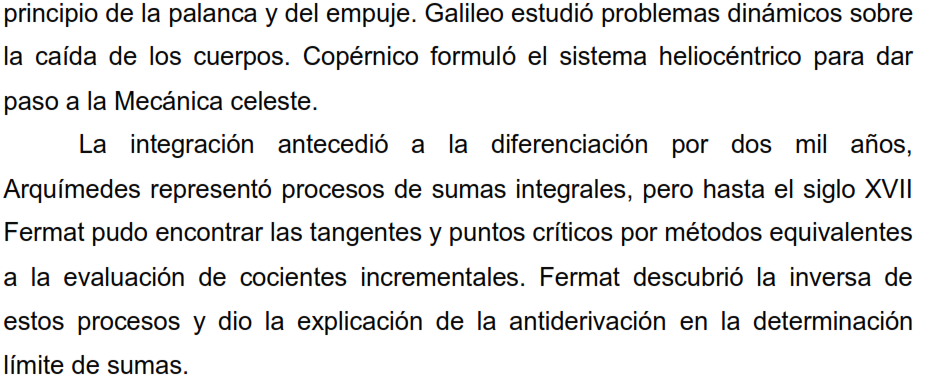 principio de la palanca y del empuje. Galileo estudió problemas dinámicos sobre
la caída de los cuerpos. Copérnico formuló el sistema heliocéntrico para dar
paso a la Mecánica celeste.
La integración antecedió a la diferenciación por dos mil años,
Arquímedes representó procesos de sumas integrales, pero hasta el siglo XVII
Fermat pudo encontrar las tangentes y puntos críticos por métodos equivalentes
a la evaluación de cocientes incrementales. Fermat descubrió la inversa de
estos procesos y dio la explicación de la antiderivación en la determinación
límite de sumas.